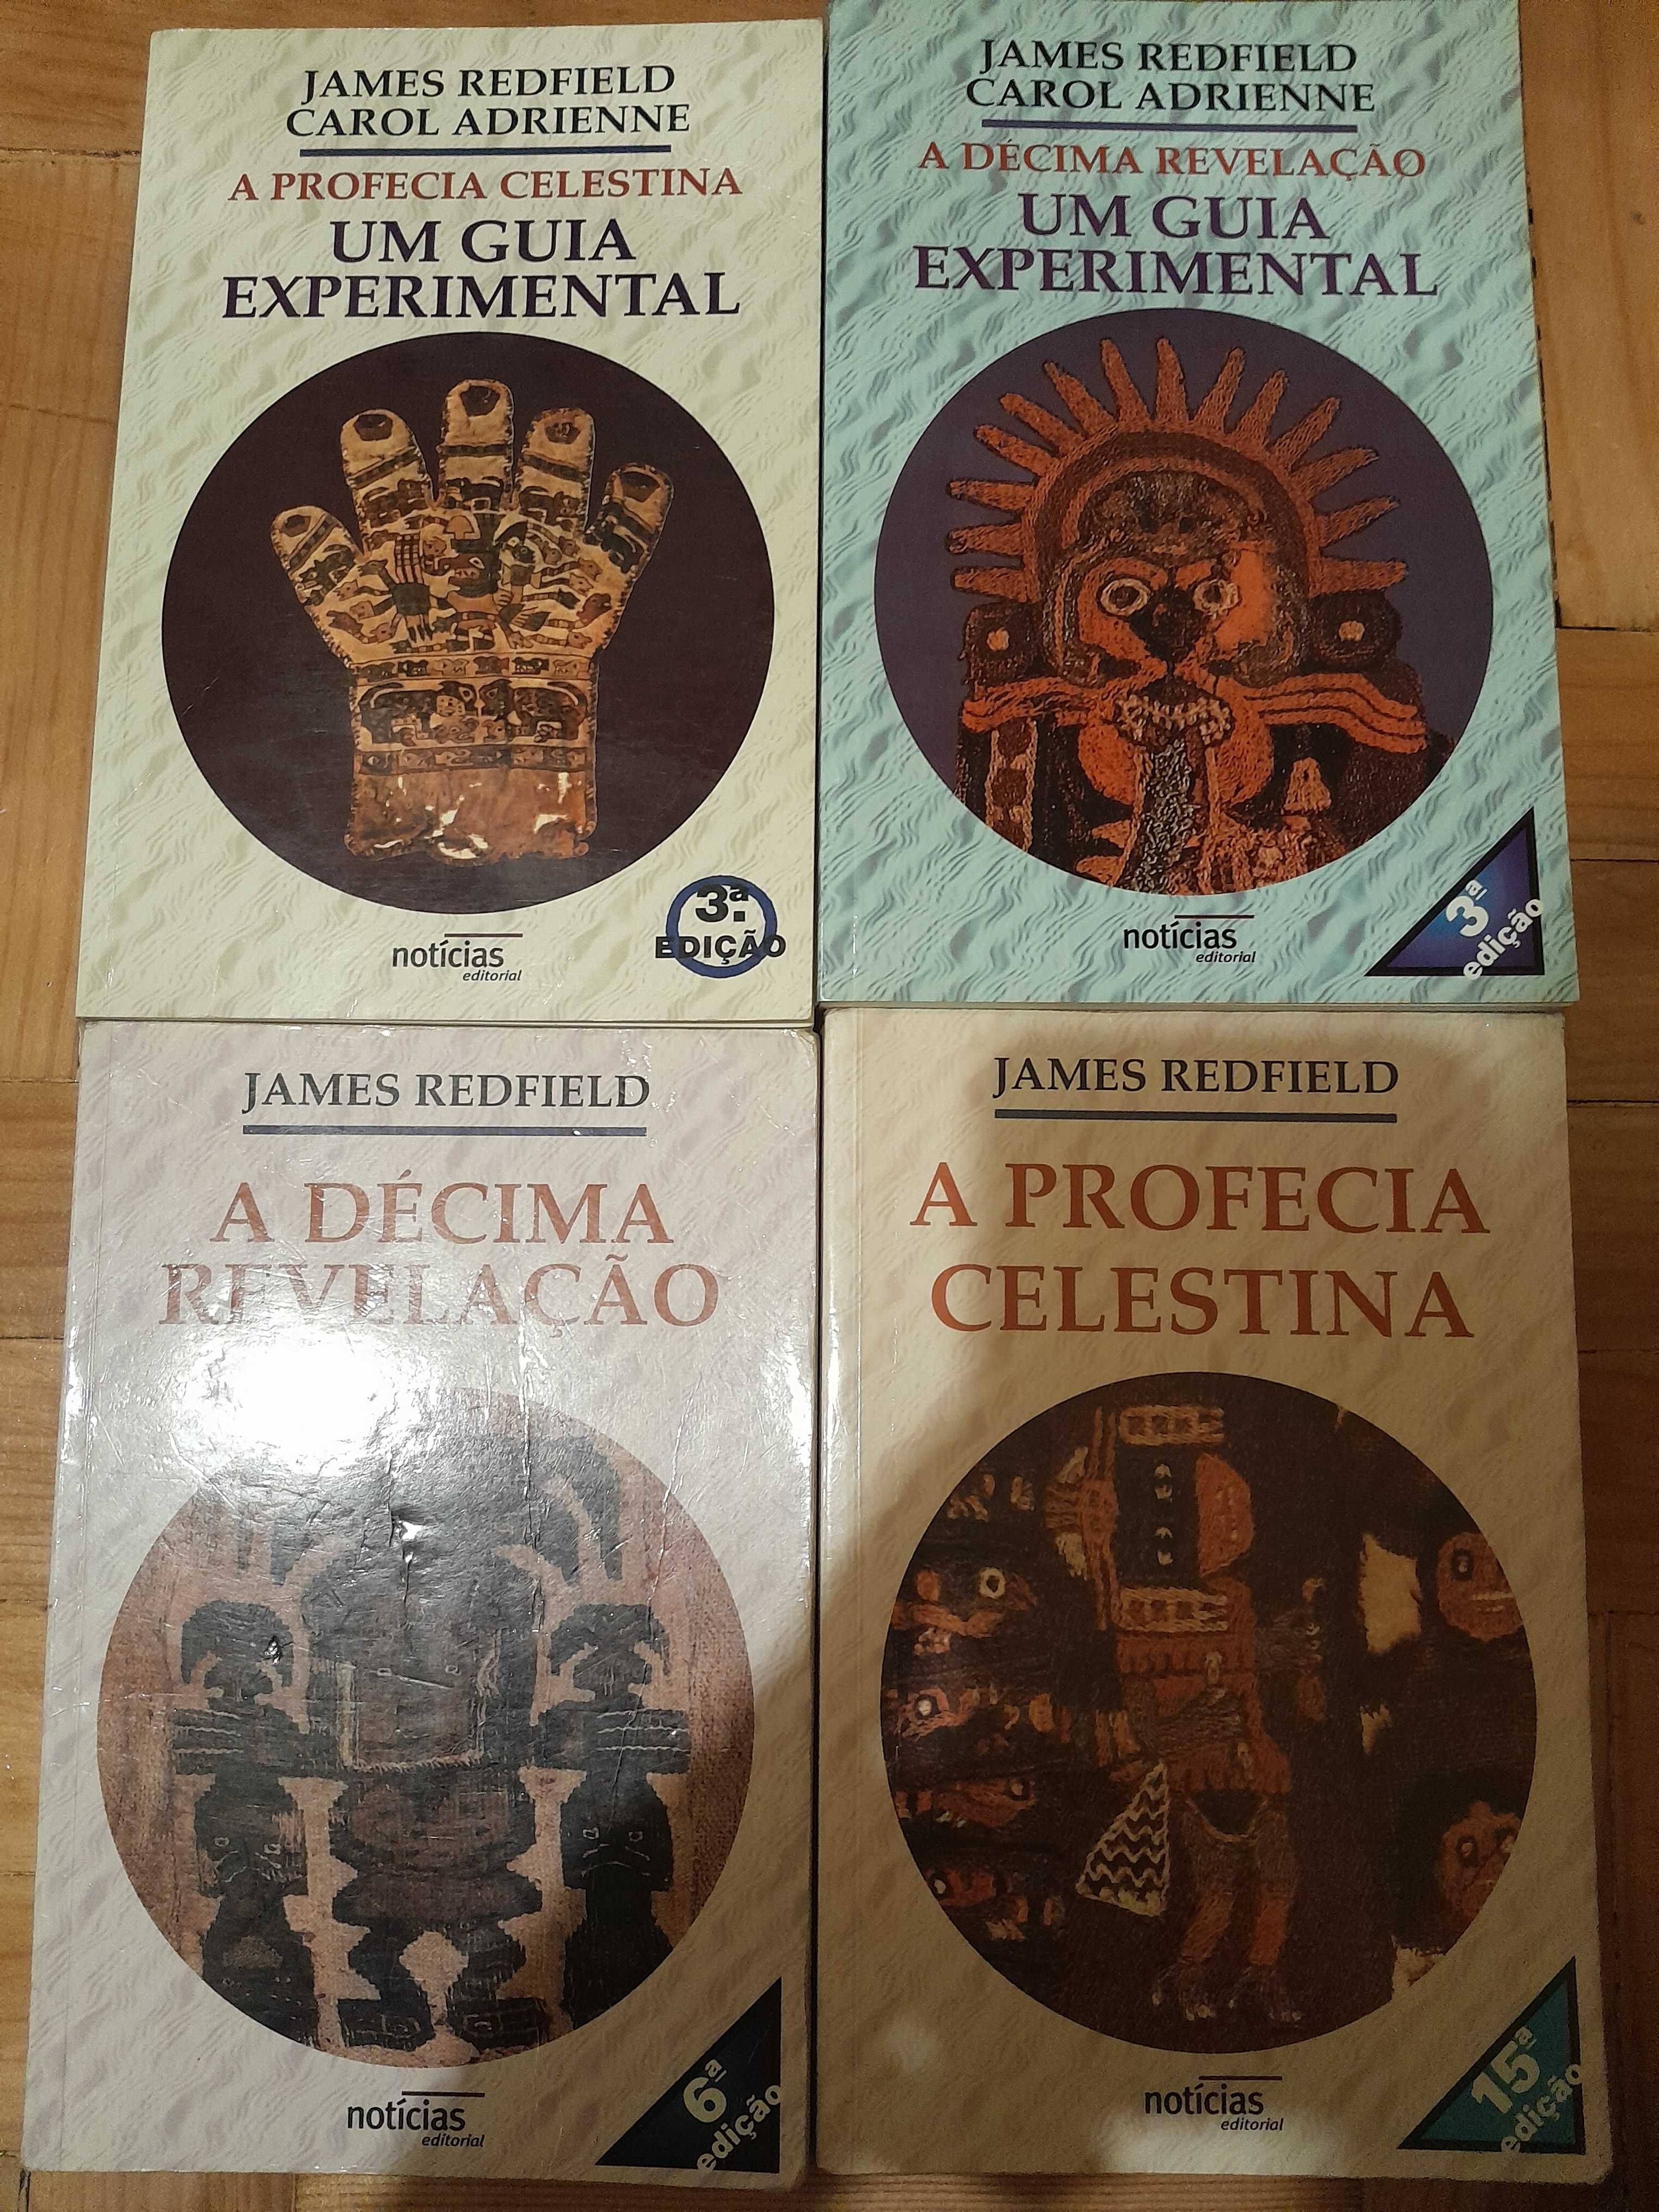 JAMES REDFIELD
CAROL ADRIENNE
A PROFECIA CELESTINA
UM GUIA
EXPERIMENTAL
3ª.
EDIÇÃO
notícias
editorial
JAMES REDFIELD
CAROL ADRIENNE
A DÉCIMA REVELAÇÃO
UM GUIA
EXPERIMENTAL
notícias
editorial
3ª
edição
JAMES REDFIELD
A DÉCIMA
REVELAÇÃO
notícias
editorial
6ª
edição
JAMES REDFIELD
A PROFECIA
CELESTINA
notícias
editorial
15ª
edição